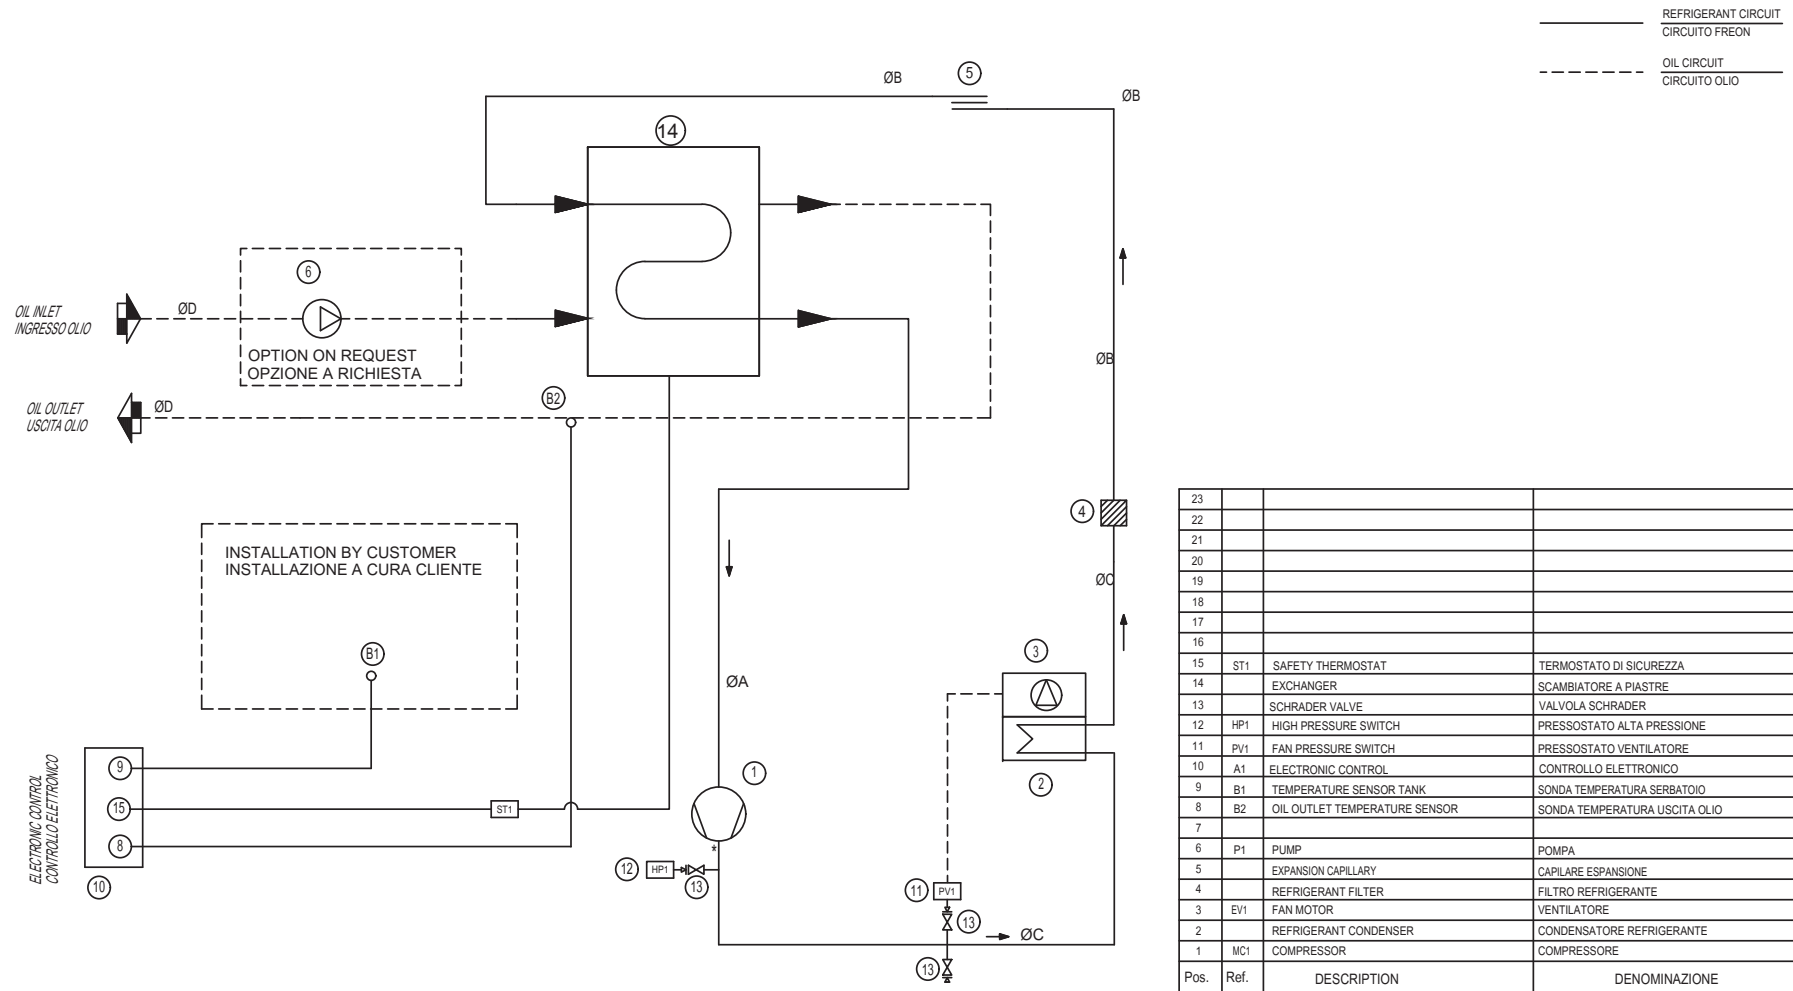 REFRIGERANT CIRCUIT
CIRCUITO FREON
OIL CIRCUIT
CIRCUITO OLIO
ØB
5
ØB
14
6
OIL INLET
INGRESSO OLIO
ØD
OPTION ON REQUEST
OPZIONE A RICHIESTA
ØB
OIL OUTLET
USCITA OLIO
ØD
B2
4
INSTALLATION BY CUSTOMER
INSTALLAZIONE A CURA CLIENTE
ØC
B1
3
ØA
ELECTRONIC CONTROL
CONTROLLO ELETTRONICO
9
15
8
10
ST1
1
2
*
12
HP1
13
11
PV1
13
ØC
13
23
22
21
20
19
18
17
16
15 ST1 SAFETY THERMOSTAT TERMOSTATO DI SICUREZZA
14 EXCHANGER SCAMBIATORE A PIASTRE
13 SCHRADER VALVE VALVOLA SCHRADER
12 HP1 HIGH PRESSURE SWITCH PRESSOSTATO ALTA PRESSIONE
11 PV1 FAN PRESSURE SWITCH PRESSOSTATO VENTILATORE
10 A1 ELECTRONIC CONTROL CONTROLLO ELETTRONICO
9 B1 TEMPERATURE SENSOR TANK SONDA TEMPERATURA SERBATOIO
8 B2 OIL OUTLET TEMPERATURE SENSOR SONDA TEMPERATURA USCITA OLIO
7
6 P1 PUMP POMPA
5 EXPANSION CAPILLARY CAPILARE ESPANSIONE
4 REFRIGERANT FILTER FILTRO REFRIGERANTE
3 EV1 FAN MOTOR VENTILATORE
2 REFRIGERANT CONDENSER CONDENSATORE REFRIGERANTE
1 MC1 COMPRESSOR COMPRESSORE
Pos. Ref. DESCRIPTION DENOMINAZIONE